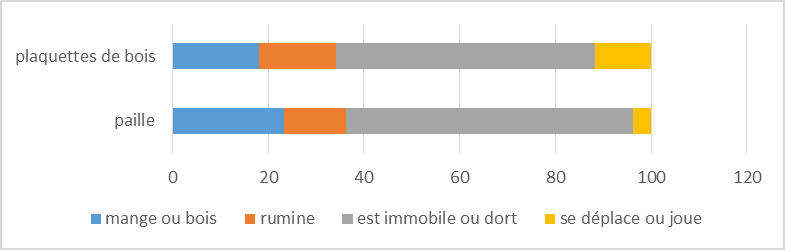 plaquettes de bois
paille
0 20 40 60 80 100 120
mange ou bois rumine est immobile ou dort se déplace ou joue